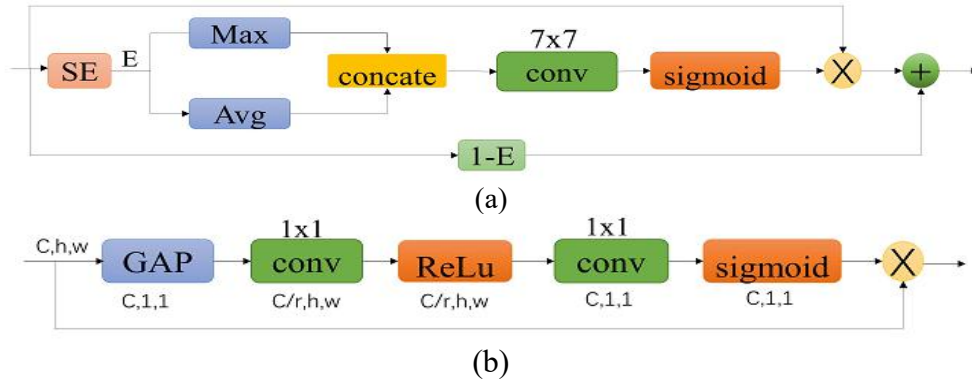 SE
E
Max
Avg
concate
7x7
conv
sigmoid
X
+
1-E
(a)
C,h,w
GAP
C,1,1
1x1
conv
C/r,h,w
ReLu
C/r,h,w
1x1
conv
C,1,1
sigmoid
C,1,1
X
(b)